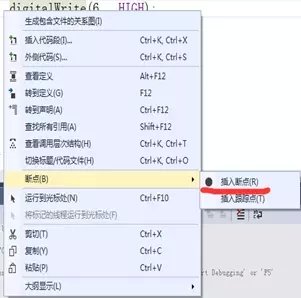 digitalWrite(6, HIGH);
生成包含文件的关系图(I)
插入代码段(I)... Ctrl+K, Ctrl+X
外侧代码(S)... Ctrl+K, Ctrl+S
查看定义 Alt+F12
转到定义(G) F12
转到声明(A) Ctrl+F12
查找所有引用(A) Shift+F12
查看调用层次结构(H) Ctrl+K, Ctrl+T
切换标题/代码文件(H) Ctrl+K, Ctrl+O
断点(B)
插入断点(R)
运行到光标处(N) Ctrl+F10
插入跟踪点(T)
将标记的线程运行到光标处(F)
剪切(T) Ctrl+X
复制(Y) Ctrl+C
rt Debugging' or 'F5'
粘贴(P) Ctrl+V
大纲显示(L)